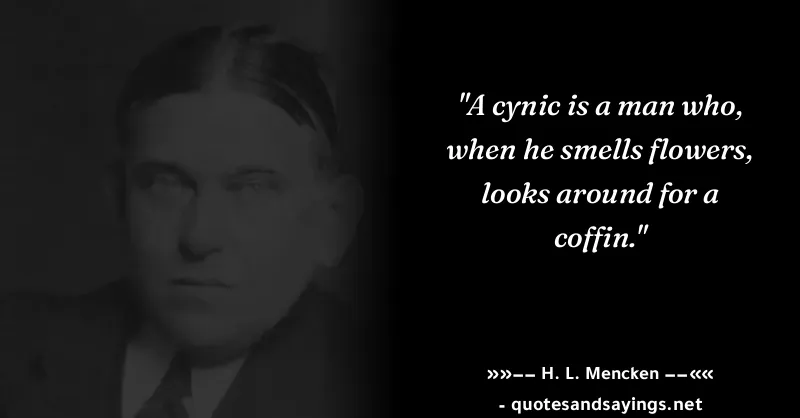 "A cynic is a man who,
when he smells flowers,
looks around for a
coffin."
»»–– H. L. Mencken ––««
- quotesandsayings.net